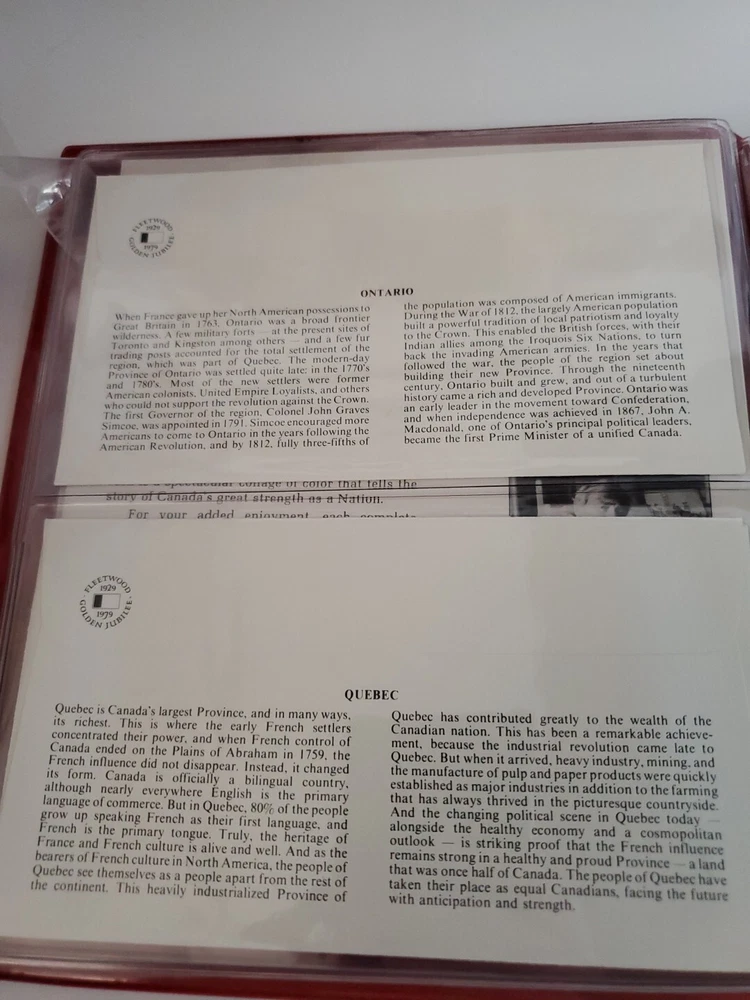 FLEETWOOD
1929
1979
GOLDEN JUBILEE
ONTARIO
When France gave up her North American possessions to
Great Britain in 1763, Ontario was a broad frontier
wilderness. A few military forts — at the present sites of
Toronto and Kingston among others — and a few fur
trading posts accounted for the total settlement of the
region, which was part of Quebec. The modern-day
Province of Ontario was settled quite late: in the 1770's
and 1780's. Most of the new settlers were former
American colonists, United Empire Loyalists, and others
who could not support the revolution against the Crown.
The first Governor of the region, Colonel John Graves
Simcoe, was appointed in 1791. Simcoe encouraged more
Americans to come to Ontario in the years following the
American Revolution, and by 1812, fully three-fifths of
the population was composed of American immigrants.
During the War of 1812, the largely American population
built a powerful tradition of local patriotism and loyalty
to the Crown. This enabled the British forces, with their
Indian allies among the Iroquois Six Nations, to turn
back the invading American armies. In the years that
followed the war, the people of the region set about
building their new Province. Through the nineteenth
century, Ontario built and grew, and out of a turbulent
history came a rich and developed Province. Ontario was
an early leader in the movement toward Confederation,
and when independence was achieved in 1867, John A.
Macdonald, one of Ontario's principal political leaders,
became the first Prime Minister of a unified Canada.
spectacular collage of color that tells the
story of Canada's great strength as a Nation.
For your added enjoyment, each complete
FLEETWOOD
1929
1979
GOLDEN JUBILEE
QUEBEC
Quebec is Canada's largest Province, and in many ways,
its richest. This is where the early French settlers
concentrated their power, and when French control of
Canada ended on the Plains of Abraham in 1759, the
French influence did not disappear. Instead, it changed
its form. Canada is officially a bilingual country,
although nearly everywhere English is the primary
language of commerce. But in Quebec, 80% of the people
grow up speaking French as their first language, and
French is the primary tongue. Truly, the heritage of
France and French culture is alive and well. And as the
bearers of French culture in North America, the people of
Quebec see themselves as a people apart from the rest of
the continent. This heavily industrialized Province of
Quebec has contributed greatly to the wealth of the
Canadian nation. This has been a remarkable achieve-
ment, because the industrial revolution came late to
Quebec. But when it arrived, heavy industry, mining, and
the manufacture of pulp and paper products were quickly
established as major industries in addition to the farming
that has always thrived in the picturesque countryside.
And the changing political scene in Quebec today —
alongside the healthy economy and a cosmopolitan
outlook — is striking proof that the French influence
remains strong in a healthy and proud Province — a land
that was once half of Canada. The people of Quebec have
taken their place as equal Canadians, facing the future
with anticipation and strength.